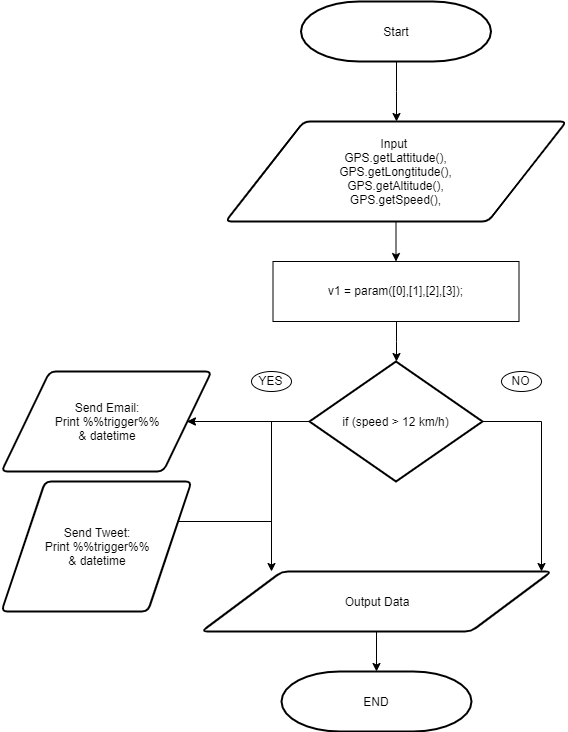 Start
Input
GPS.getLattitude(),
GPS.getLongtitude(),
GPS.getAltitude(),
GPS.getSpeed(),
v1 = param([0],[1],[2],[3]);
YES
NO
if (speed > 12 km/h)
Send Email:
Print %%trigger%%
& datetime
Send Tweet:
Print %%trigger%%
& datetime
Output Data
END